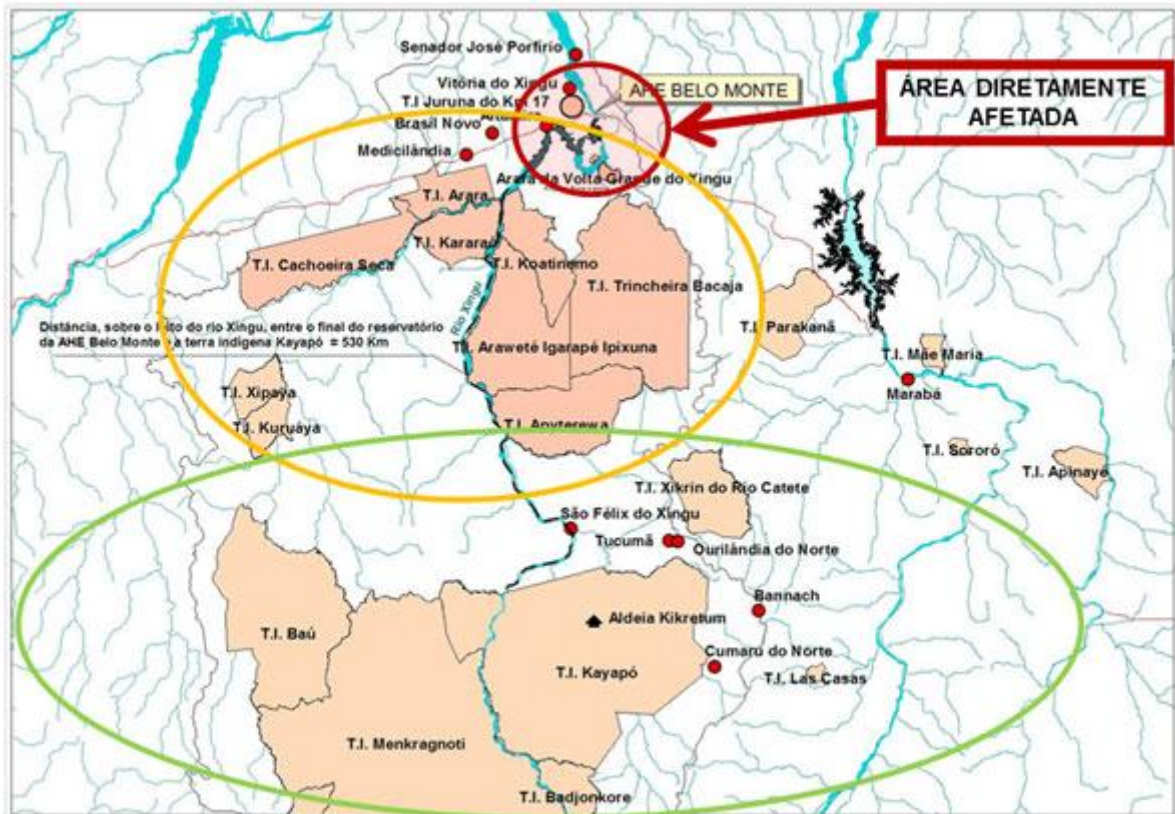 Senador José Porfírio
Vitória do Xingu
AHE BELO MONTE
ÁREA DIRETAMENTE
AFETADA
T.I Juruna do Km 17
Brasil Novo
Medicilândia
Arara da Volta Grande do Xingu
T.I. Arara
T.I. Kararaô
T.I. Cachoeira Seca
T.I. Koatinemo
T.I. Trincheira Bacaja
Rio Xingu
Distância, sobre o leito do rio Xingu, entre o final do reservatório
da AHE Belo Monte e a terra indígena Kayapó = 530 Km
T.I. Parakanã
T.I. Mãe Maria
Marabá
T.I. Araweté Igarapé Ipixuna
T.I. Xipaya
T.I. Kuruáya
T.I. Apyterewa
T.I. Sororó
T.I. Apinaye
T.I. Xikrin do Rio Catete
São Félix do Xingu
Tucumã
Ourilândia do Norte
Bannach
Aldeia Kikretum
T.I. Baú
Cumaru do Norte
T.I. Kayapó
T.I. Las Casas
T.I. Menkragnoti
T.I. Badjonkore